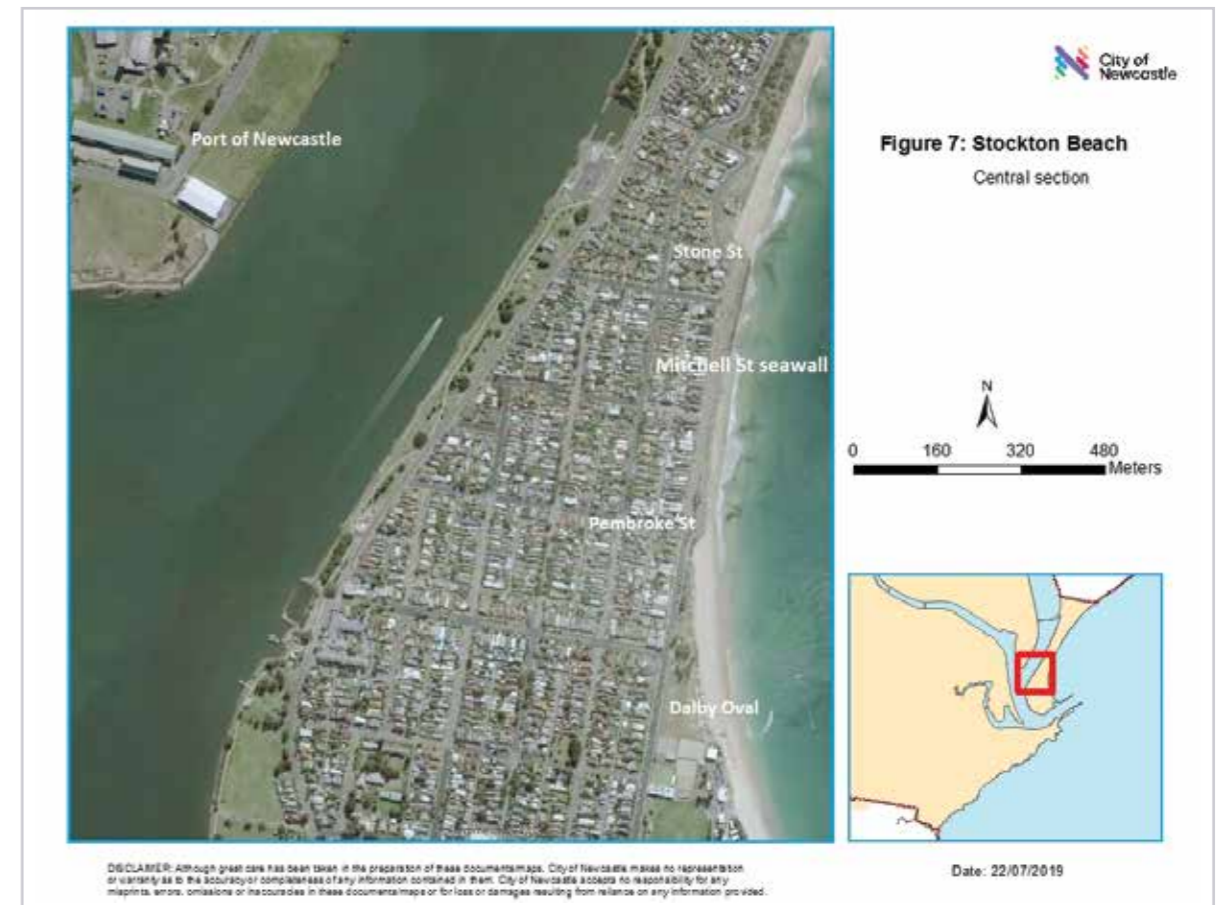 City of
Newcastle
Figure 7: Stockton Beach
Central section
Port of Newcastle
Stone St
Mitchell St seawall
Pembroke St
Dalby Oval
N
0 160 320 480
Meters
DISCLAIMER: Although great care has been taken in the preparation of these documents/maps, City of Newcastle makes no representation
or warranty as to the accuracy or completeness of any information contained in them. City of Newcastle accepts no responsibility for any
misprints, errors, omissions or inaccuracies in these documents/maps or for loss or damages resulting from reliance on any information provided.
Date: 22/07/2019